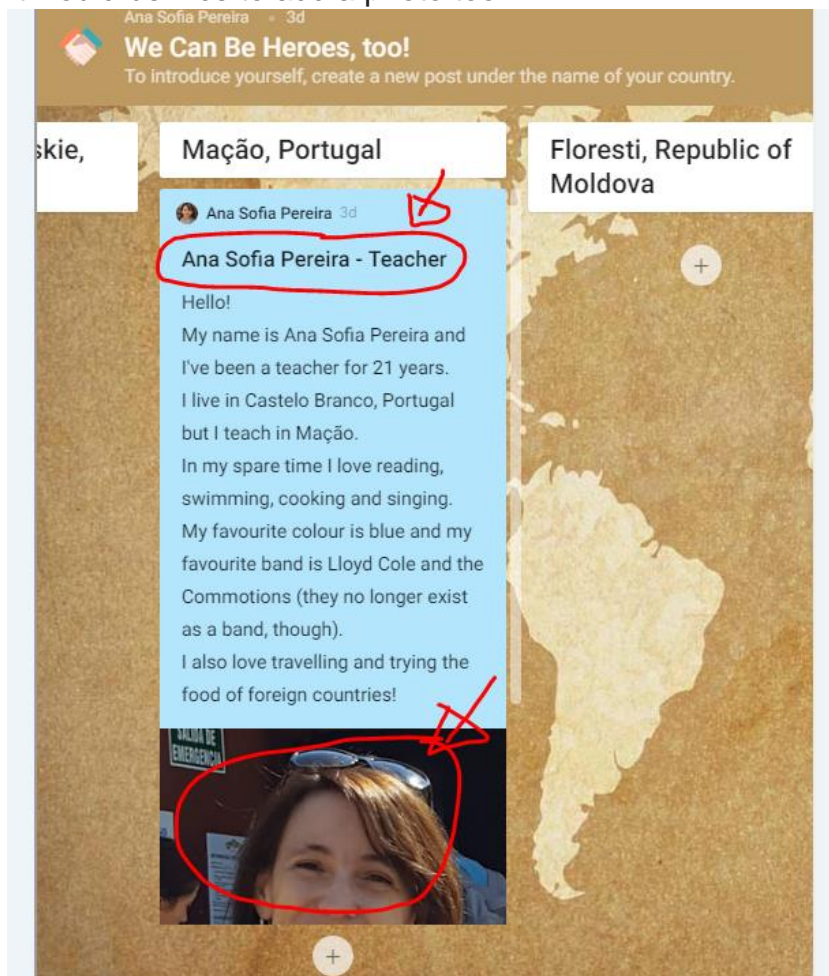 Ana Sofia Pereira • 3d
We Can Be Heroes, too!
To introduce yourself, create a new post under the name of your country.
skie,
Mação, Portugal
Floresti, Republic of
Moldova
Ana Sofia Pereira 3d
Ana Sofia Pereira - Teacher
Hello!
My name is Ana Sofia Pereira and
I've been a teacher for 21 years.
I live in Castelo Branco, Portugal
but I teach in Mação.
In my spare time I love reading,
swimming, cooking and singing.
My favourite colour is blue and my
favourite band is Lloyd Cole and the
Commotions (they no longer exist
as a band, though).
I also love travelling and trying the
food of foreign countries!
SALIDA DE
EMERGENCIA